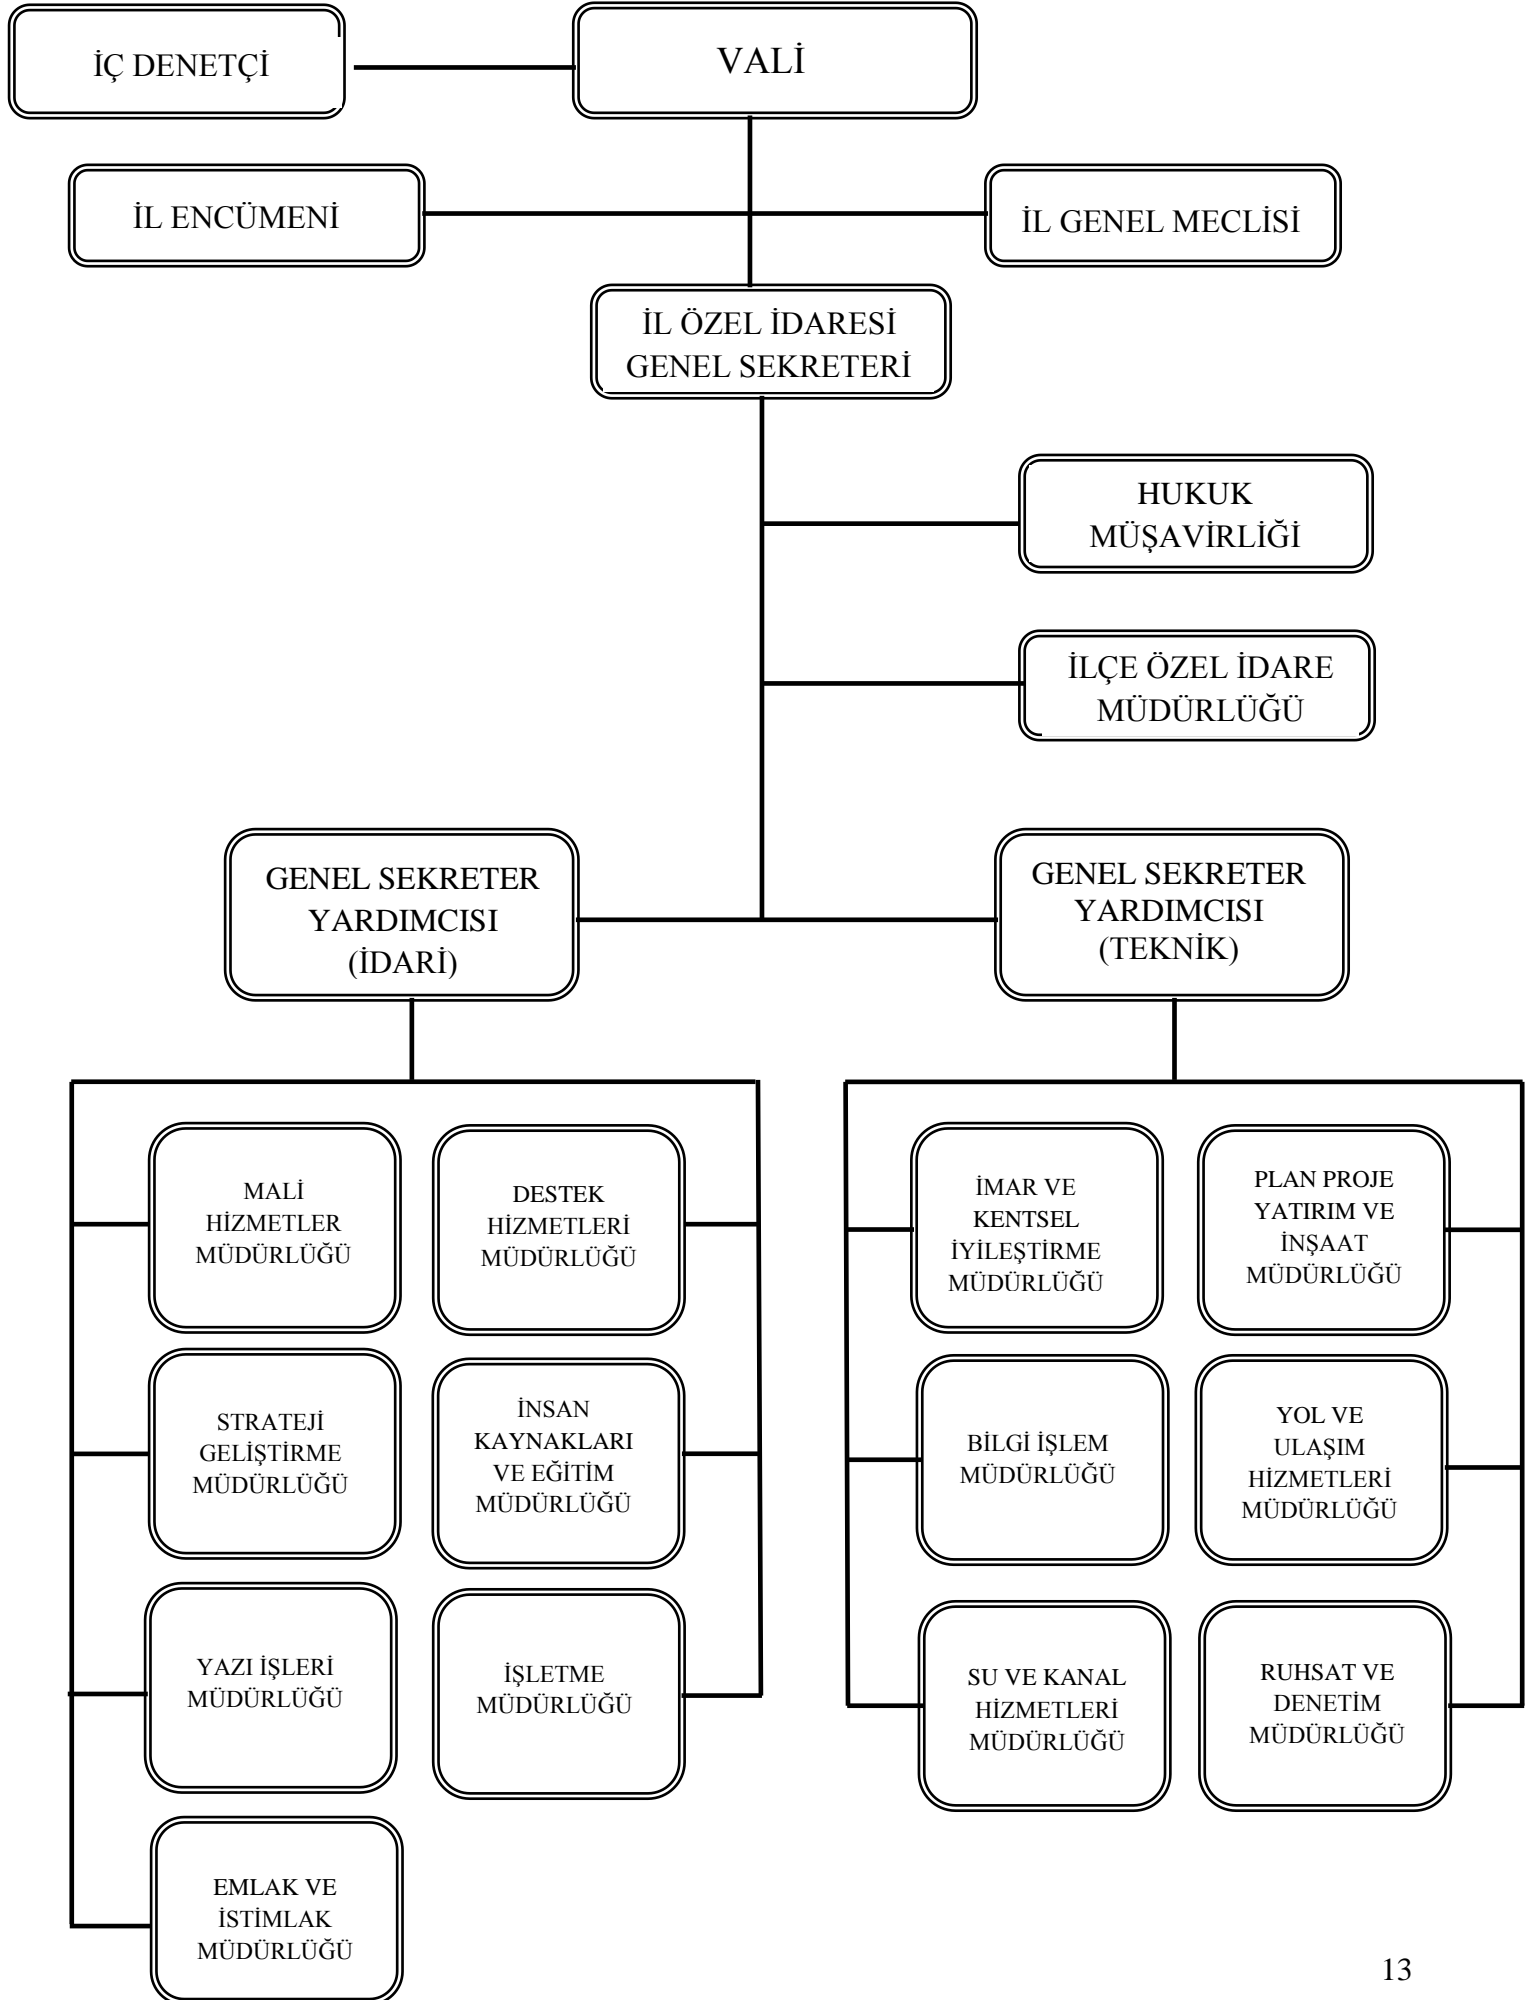 İÇ DENETÇİ
VALİ
İL ENCÜMENİ
İL GENEL MECLİSİ
İL ÖZEL İDARESİ
GENEL SEKRETERİ
HUKUK
MÜŞAVİRLİĞİ
İLÇE ÖZEL İDARE
MÜDÜRLÜĞÜ
GENEL SEKRETER
YARDIMCISI
(İDARİ)
GENEL SEKRETER
YARDIMCISI
(TEKNİK)
MALİ
HİZMETLER
MÜDÜRLÜĞÜ
DESTEK
HİZMETLERİ
MÜDÜRLÜĞÜ
İMAR VE
KENTSEL
İYİLEŞTİRME
MÜDÜRLÜĞÜ
PLAN PROJE
YATIRIM VE
İNŞAAT
MÜDÜRLÜĞÜ
STRATEJİ
GELİŞTİRME
MÜDÜRLÜĞÜ
İNSAN
KAYNAKLARI
VE EĞİTİM
MÜDÜRLÜĞÜ
BİLGİ İŞLEM
MÜDÜRLÜĞÜ
YOL VE
ULAŞIM
HİZMETLERİ
MÜDÜRLÜĞÜ
YAZI İŞLERİ
MÜDÜRLÜĞÜ
İŞLETME
MÜDÜRLÜĞÜ
SU VE KANAL
HİZMETLERİ
MÜDÜRLÜĞÜ
RUHSAT VE
DENETİM
MÜDÜRLÜĞÜ
EMLAK VE
İSTİMLAK
MÜDÜRLÜĞÜ
13